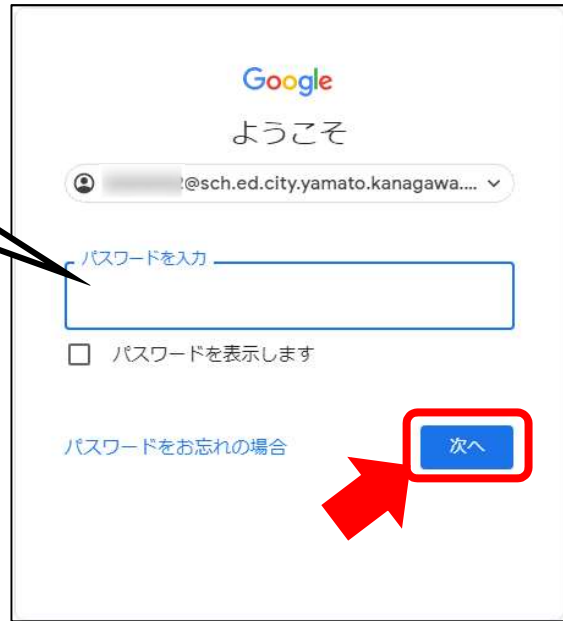 Google
ようこそ
@sch.ed.city.yamato.kanagawa....
パスワードを入力
パスワードを表示します
パスワードをお忘れの場合
次へ